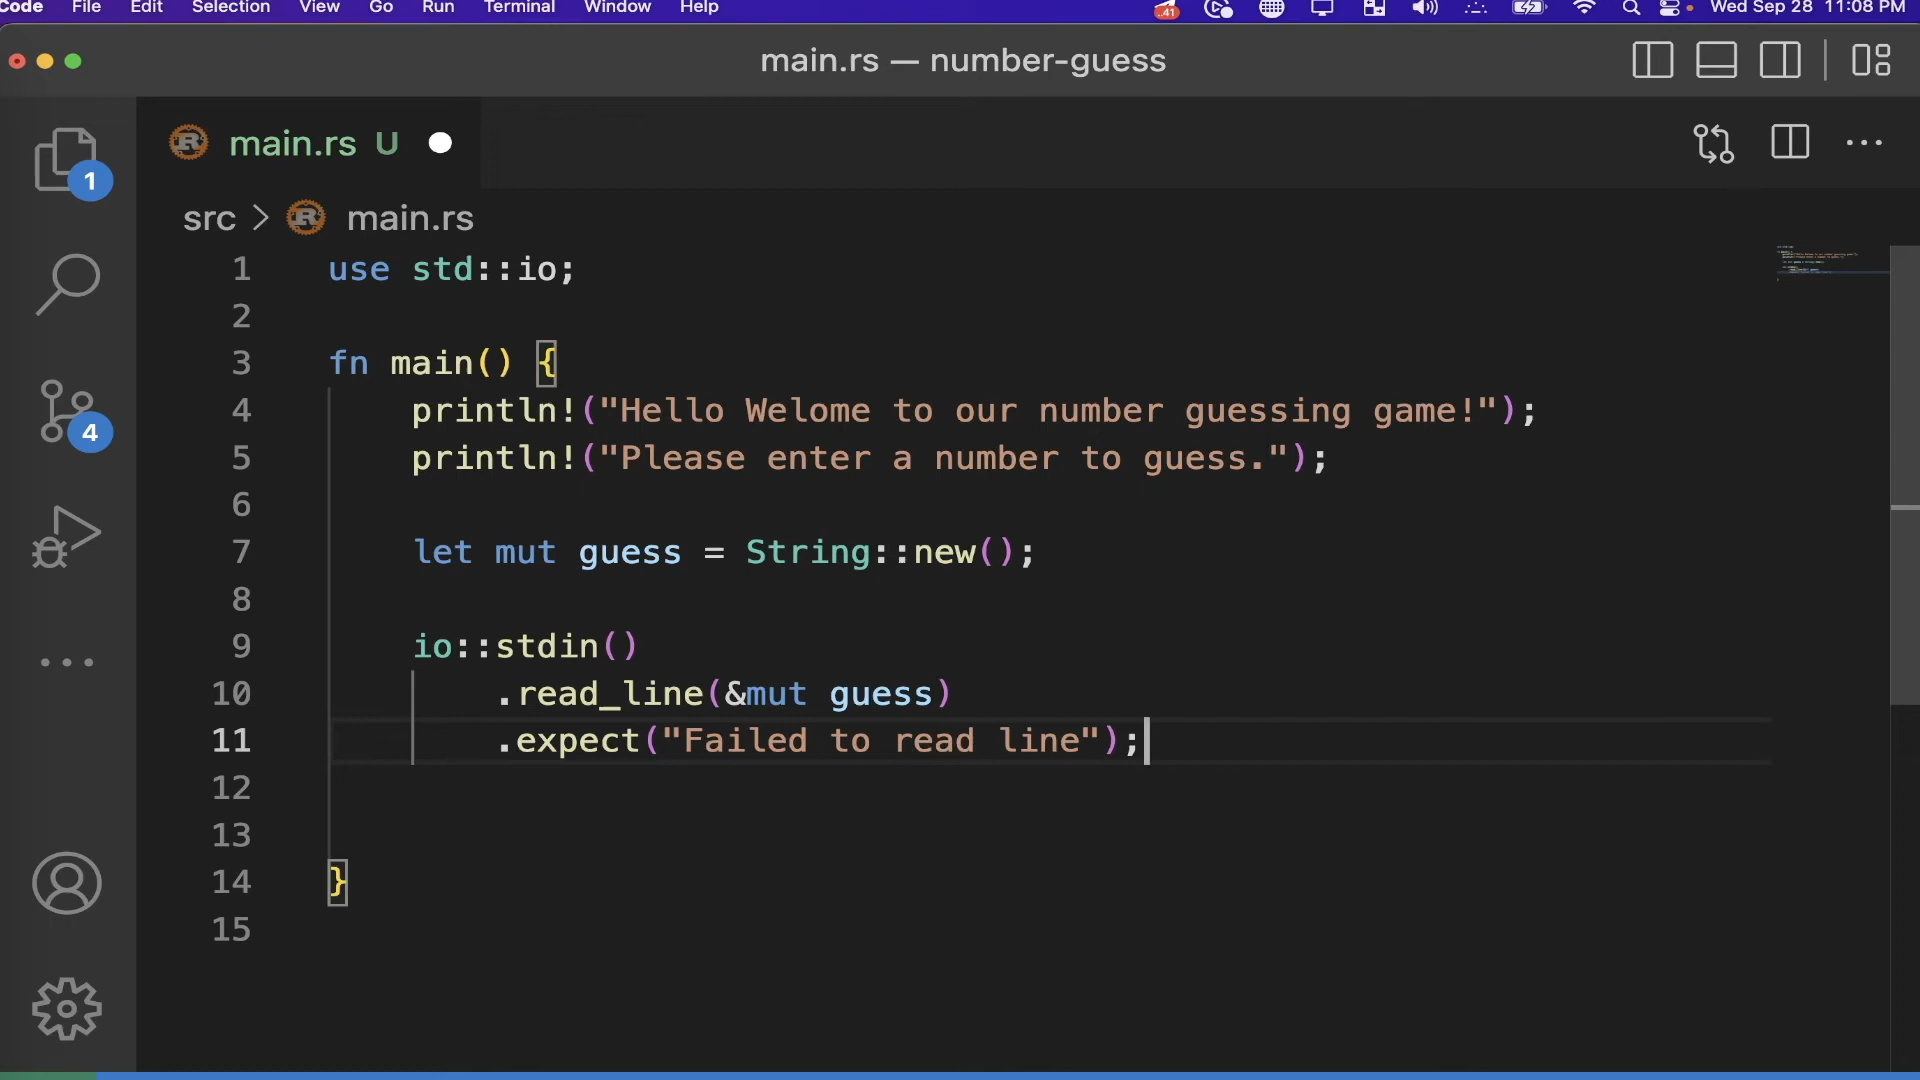 Code File Edit Selection View Go Run Terminal Window Help ..41 Wed Sep 28 11:08 PM
main.rs — number-guess
main.rs U
1
src > main.rs
1 use std::io;
2
3 fn main() {
4 println!("Hello Welome to our number guessing game!");
4
5 println!("Please enter a number to guess.");
6
7 let mut guess = String::new();
8
9 io::stdin()
10 .read_line(&mut guess)
11 .expect("Failed to read line");
12
13
14 }
15